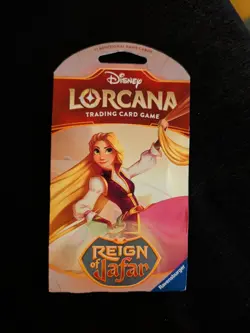 Disney
LORCANA
TRADING CARD GAME
REIGN
of Jafar
Ravensburger